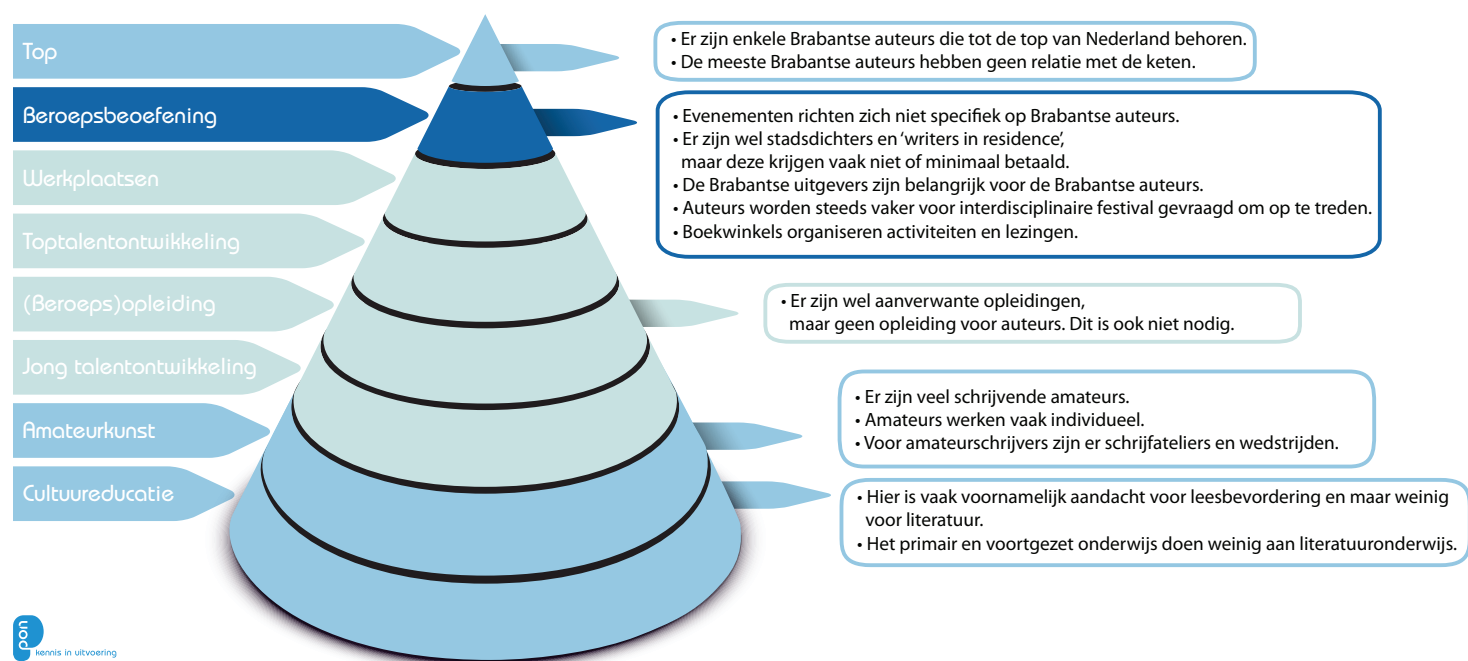 Top
• Er zijn enkele Brabantse auteurs die tot de top van Nederland behoren.
• De meeste Brabantse auteurs hebben geen relatie met de keten.
Beroepsbeoefening
• Evenementen richten zich niet specifiek op Brabantse auteurs.
• Er zijn wel stadsdichters en ‘writers in residence’,
maar deze krijgen vaak niet of minimaal betaald.
• De Brabantse uitgevers zijn belangrijk voor de Brabantse auteurs.
• Auteurs worden steeds vaker voor interdisciplinaire festival gevraagd om op te treden.
• Boekwinkels organiseren activiteiten en lezingen.
Werkplaatsen
Toptalentontwikkeling
(Beroeps)opleiding
• Er zijn wel aanverwante opleidingen,
maar geen opleiding voor auteurs. Dit is ook niet nodig.
Jong talentontwikkeling
Amateurkunst
• Er zijn veel schrijvende amateurs.
• Amateurs werken vaak individueel.
• Voor amateurschrijvers zijn er schrijfateliers en wedstrijden.
Cultuureducatie
• Hier is vaak voornamelijk aandacht voor leesbevordering en maar weinig
voor literatuur.
• Het primair en voortgezet onderwijs doen weinig aan literatuuronderwijs.
pon
kennis in uitvoering